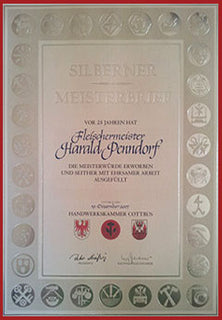 SILBERNER
MEISTERBRIEF
VOR 25 JAHREN HAT
Fleischermeister
Harald Penndorf
DIE MEISTERWÜRDE ERWORBEN
UND SEITHER MIT EHRSAMER ARBEIT
AUSGEFÜLLT
HANDWERKSKAMMER COTTBUS